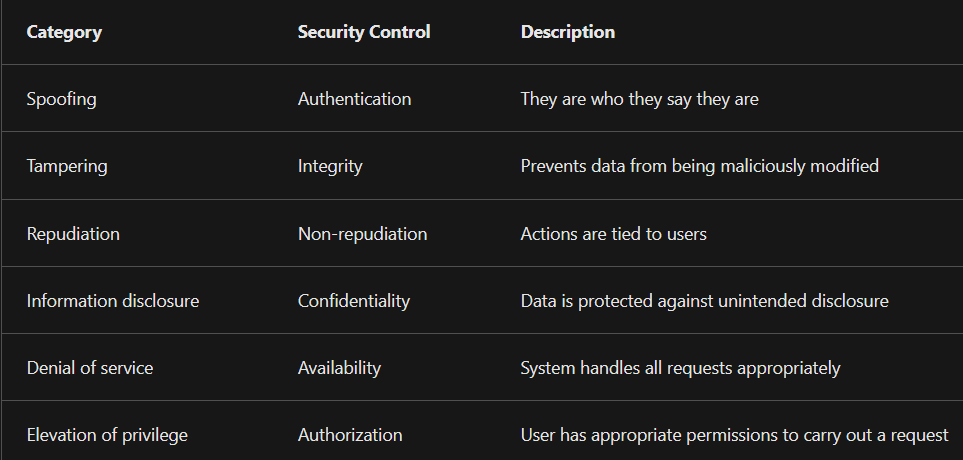 Category Security Control Description
Spoofing Authentication They are who they say they are
Tampering Integrity Prevents data from being maliciously modified
Repudiation Non-repudiation Actions are tied to users
Information disclosure Confidentiality Data is protected against unintended disclosure
Denial of service Availability System handles all requests appropriately
Elevation of privilege Authorization User has appropriate permissions to carry out a request